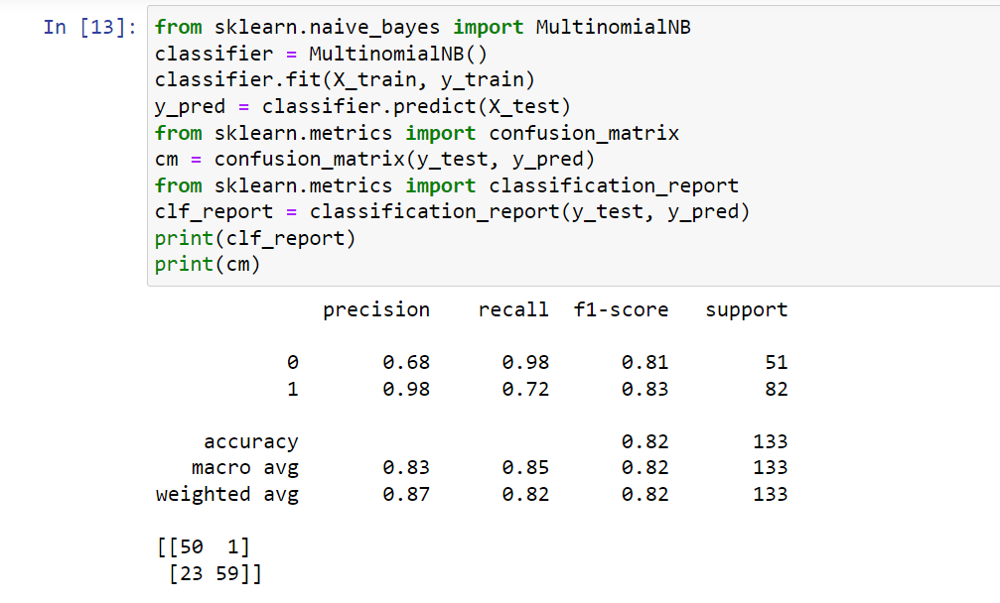 In [13]: from sklearn.naive_bayes import MultinomialNB
classifier = MultinomialNB()
classifier.fit(X_train, y_train)
y_pred = classifier.predict(X_test)
from sklearn.metrics import confusion_matrix
cm = confusion_matrix(y_test, y_pred)
from sklearn.metrics import classification_report
clf_report = classification_report(y_test, y_pred)
print(clf_report)
print(cm)
precision recall f1-score support
0 0.68 0.98 0.81 51
1 0.98 0.72 0.83 82
accuracy 0.82 133
macro avg 0.83 0.85 0.82 133
weighted avg 0.87 0.82 0.82 133
[[50 1]
[23 59]]